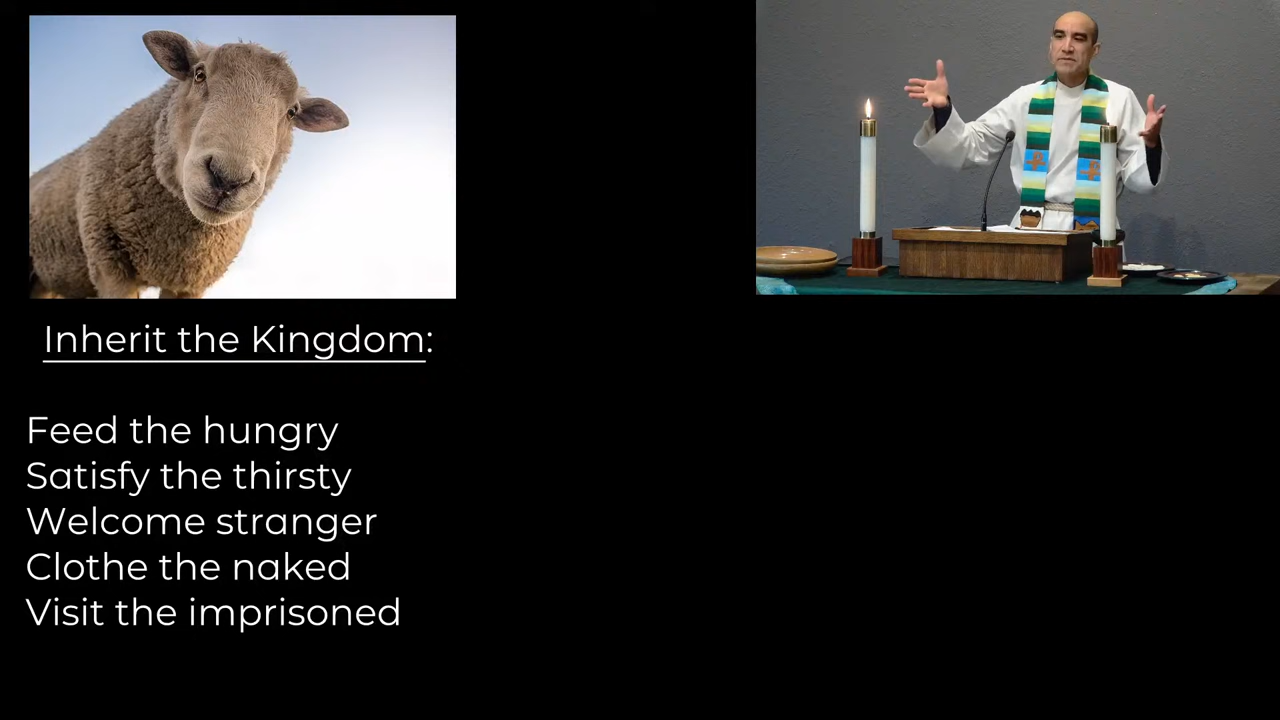 Inherit the Kingdom:
Feed the hungry
Satisfy the thirsty
Welcome stranger
Clothe the naked
Visit the imprisoned